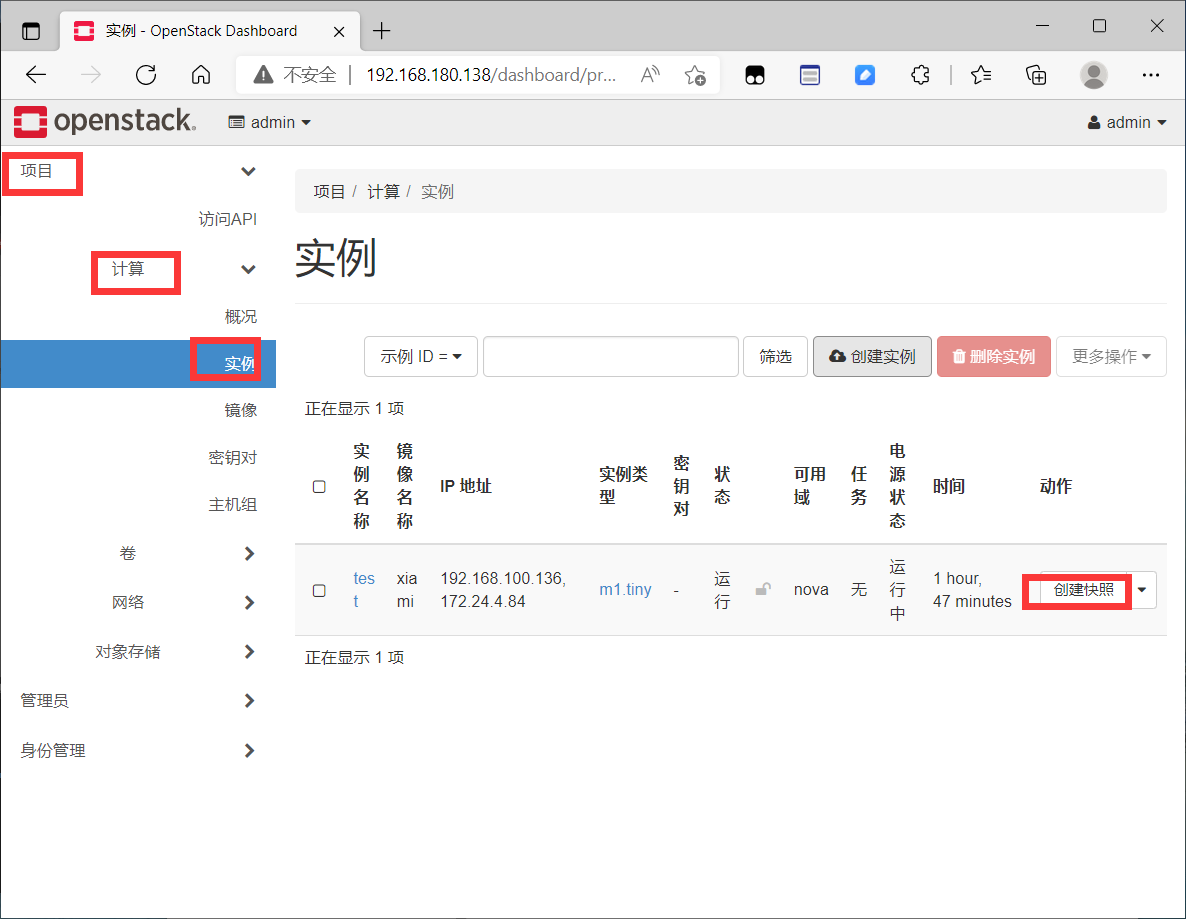 实例 - OpenStack Dashboard
不安全 | 192.168.180.138/dashboard/pr...
openstack. admin admin
项目
访问API
计算
概况
实例
镜像
密钥对
主机组
卷
网络
对象存储
管理员
身份管理
项目 / 计算 / 实例
实例
示例 ID = 筛选 创建实例 删除实例 更多操作
正在显示 1 项
实例名称 镜像名称 IP 地址 实例类型 密钥对 状态 可用域 任务 电源状态 时间 动作
test xiami 192.168.100.136, 172.24.4.84 m1.tiny - 运行 nova 无 运行中 1 hour, 47 minutes 创建快照
正在显示 1 项